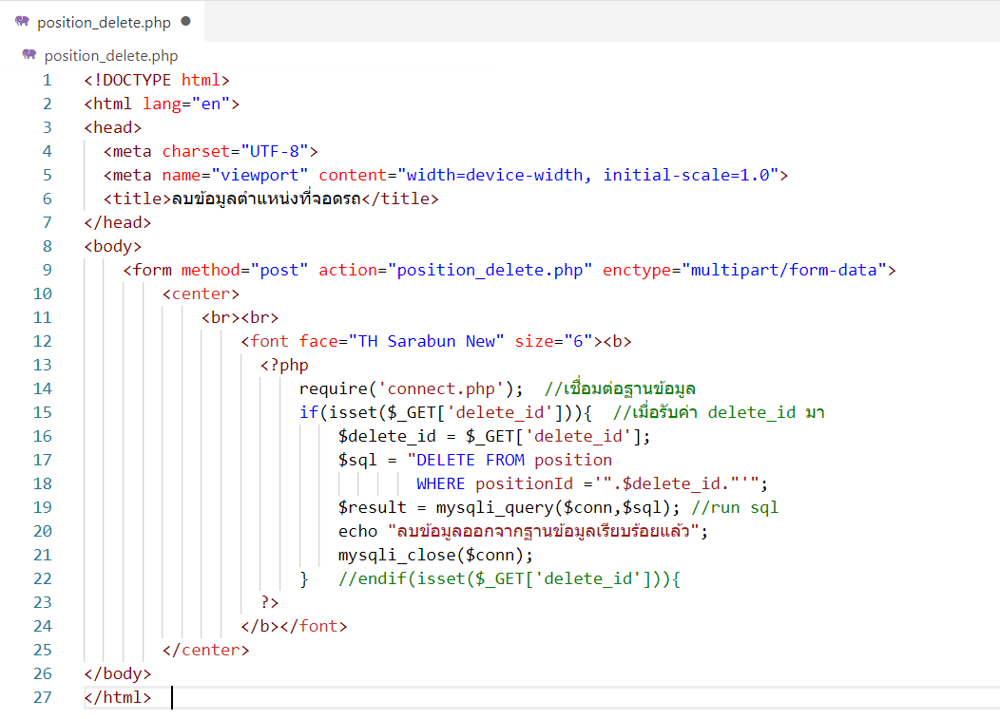 position_delete.php
position_delete.php
1 <!DOCTYPE html>
2 <html lang="en">
3 <head>
4 <meta charset="UTF-8">
5 <meta name="viewport" content="width=device-width, initial-scale=1.0">
6 <title>ลบข้อมูลตำแหน่งที่จอดรถ</title>
7 </head>
8 <body>
9 <form method="post" action="position_delete.php" enctype="multipart/form-data">
10 <center>
11 <br><br>
12 <font face="TH Sarabun New" size="6"><b>
13 <?php
14 require('connect.php'); //เชื่อมต่อฐานข้อมูล
15 if(isset($_GET['delete_id'])){ //เมื่อรับค่า delete_id มา
16 $delete_id = $_GET['delete_id'];
17 $sql = "DELETE FROM position
18 WHERE positionId ='".$delete_id."'";
19 $result = mysqli_query($conn,$sql); //run sql
20 echo "ลบข้อมูลออกจากฐานข้อมูลเรียบร้อยแล้ว";
21 mysqli_close($conn);
22 } //endif(isset($_GET['delete_id'])){
23 ?>
24 </b></font>
25 </center>
26 </body>
27 </html>